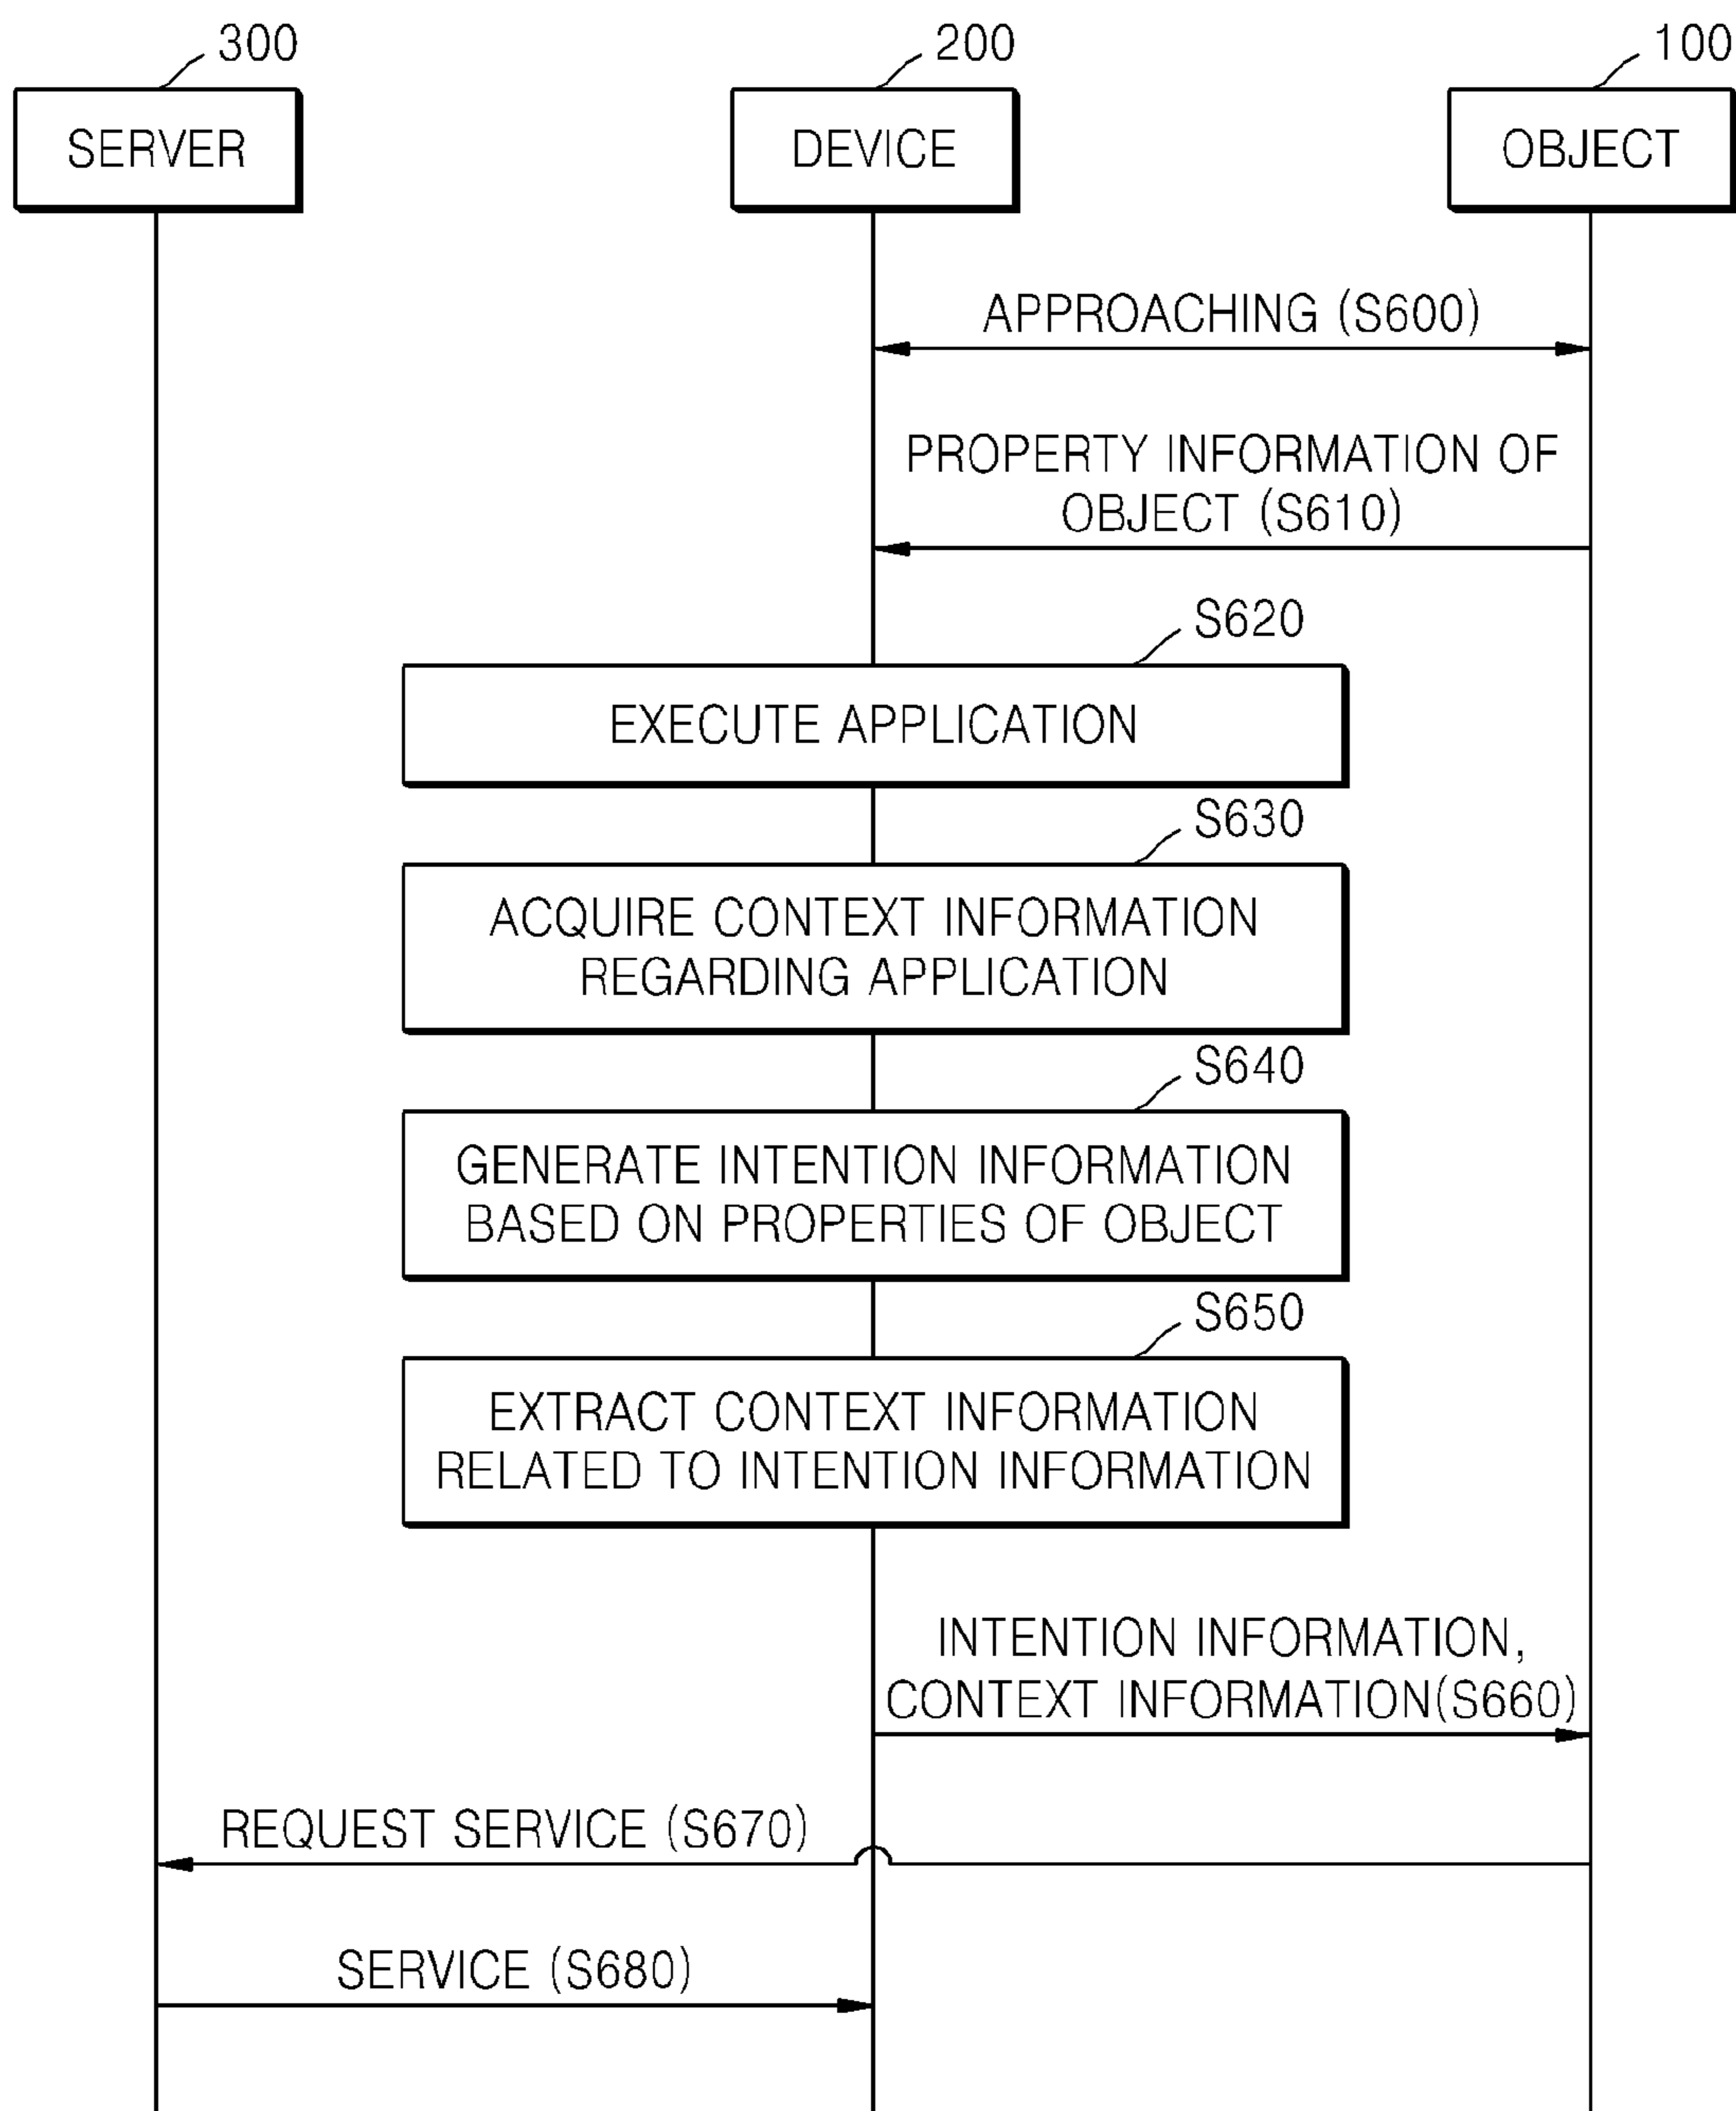 300
200
100
SERVER
DEVICE
OBJECT
APPROACHING (S600)
PROPERTY INFORMATION OF
OBJECT (S610)
S620
EXECUTE APPLICATION
S630
ACQUIRE CONTEXT INFORMATION
REGARDING APPLICATION
S640
GENERATE INTENTION INFORMATION
BASED ON PROPERTIES OF OBJECT
S650
EXTRACT CONTEXT INFORMATION
RELATED TO INTENTION INFORMATION
INTENTION INFORMATION,
CONTEXT INFORMATION(S660)
REQUEST SERVICE (S670)
SERVICE (S680)